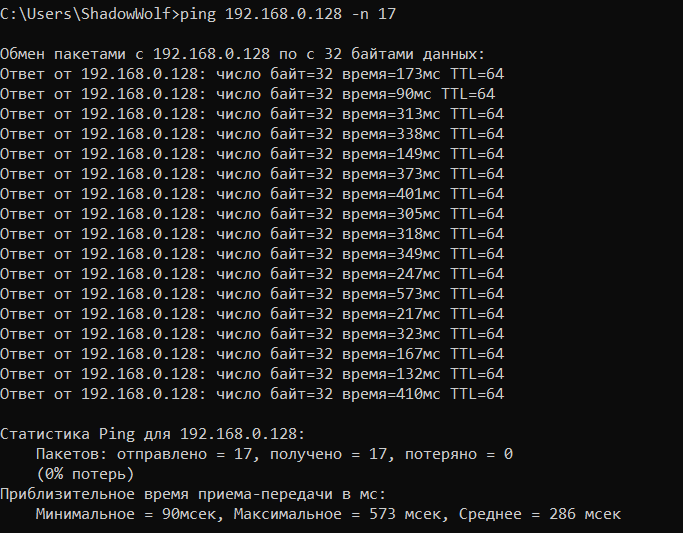 C:\Users\ShadowWolf>ping 192.168.0.128 -n 17
Обмен пакетами с 192.168.0.128 по с 32 байтами данных:
Ответ от 192.168.0.128: число байт=32 время=173мс TTL=64
Ответ от 192.168.0.128: число байт=32 время=90мс TTL=64
Ответ от 192.168.0.128: число байт=32 время=313мс TTL=64
Ответ от 192.168.0.128: число байт=32 время=338мс TTL=64
Ответ от 192.168.0.128: число байт=32 время=149мс TTL=64
Ответ от 192.168.0.128: число байт=32 время=373мс TTL=64
Ответ от 192.168.0.128: число байт=32 время=401мс TTL=64
Ответ от 192.168.0.128: число байт=32 время=305мс TTL=64
Ответ от 192.168.0.128: число байт=32 время=318мс TTL=64
Ответ от 192.168.0.128: число байт=32 время=349мс TTL=64
Ответ от 192.168.0.128: число байт=32 время=247мс TTL=64
Ответ от 192.168.0.128: число байт=32 время=573мс TTL=64
Ответ от 192.168.0.128: число байт=32 время=217мс TTL=64
Ответ от 192.168.0.128: число байт=32 время=323мс TTL=64
Ответ от 192.168.0.128: число байт=32 время=167мс TTL=64
Ответ от 192.168.0.128: число байт=32 время=132мс TTL=64
Ответ от 192.168.0.128: число байт=32 время=410мс TTL=64
Статистика Ping для 192.168.0.128:
Пакетов: отправлено = 17, получено = 17, потеряно = 0
(0% потерь)
Приблизительное время приема-передачи в мс:
Минимальное = 90мсек, Максимальное = 573 мсек, Среднее = 286 мсек